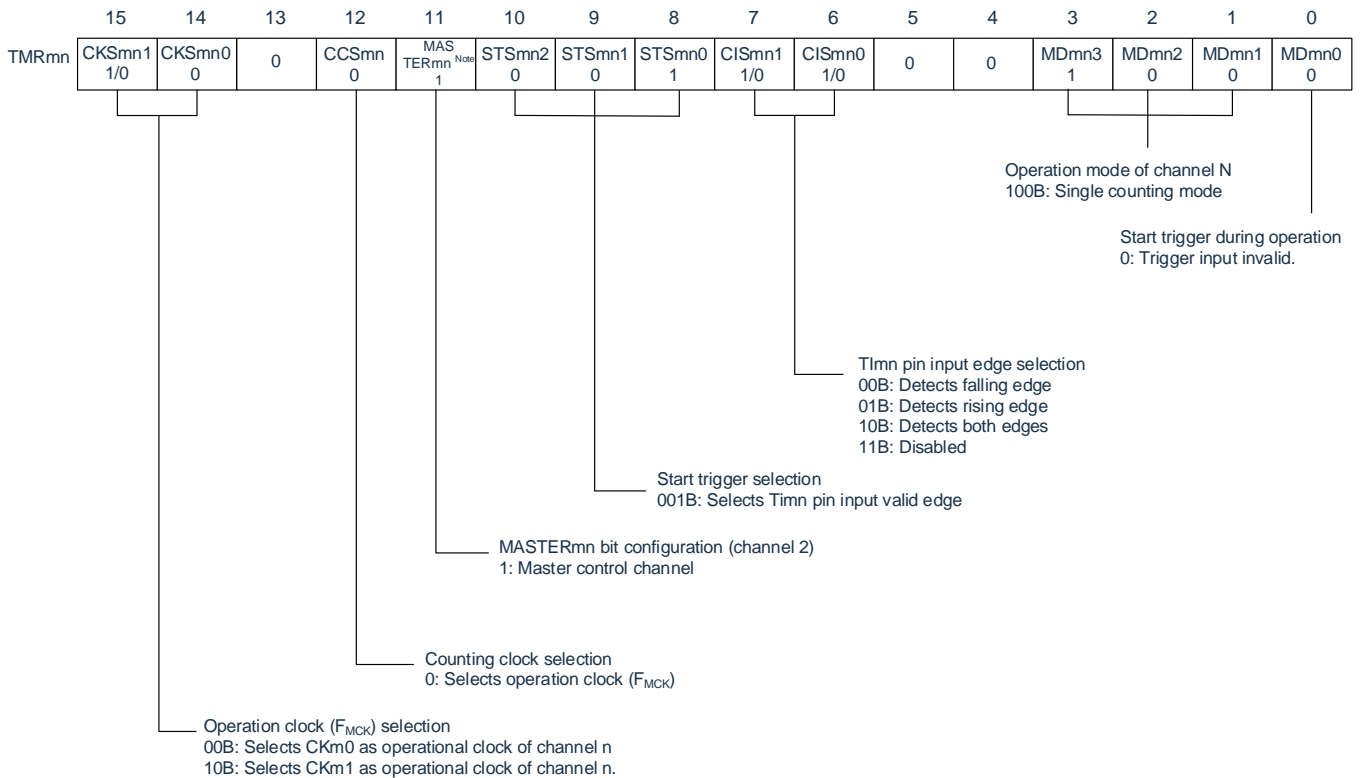 15 14 13 12 11 10 9 8 7 6 5 4 3 2 1 0
TMRmn CKSmn1 CKSmn0 0 CCSmn MAS TERmn Note STSmn2 STSmn1 STSmn0 CISmn1 CISmn0 0 0 MDmn3 MDmn2 MDmn1 MDmn0
1/0 0 0 1 0 0 1 1/0 1/0 1 0 0 0
Operation mode of channel N
100B: Single counting mode
Start trigger during operation
0: Trigger input invalid.
TImn pin input edge selection
00B: Detects falling edge
01B: Detects rising edge
10B: Detects both edges
11B: Disabled
Start trigger selection
001B: Selects Timn pin input valid edge
MASTERmn bit configuration (channel 2)
1: Master control channel
Counting clock selection
0: Selects operation clock (FMCK)
Operation clock (FMCK) selection
00B: Selects CKm0 as operational clock of channel n
10B: Selects CKm1 as operational clock of channel n.